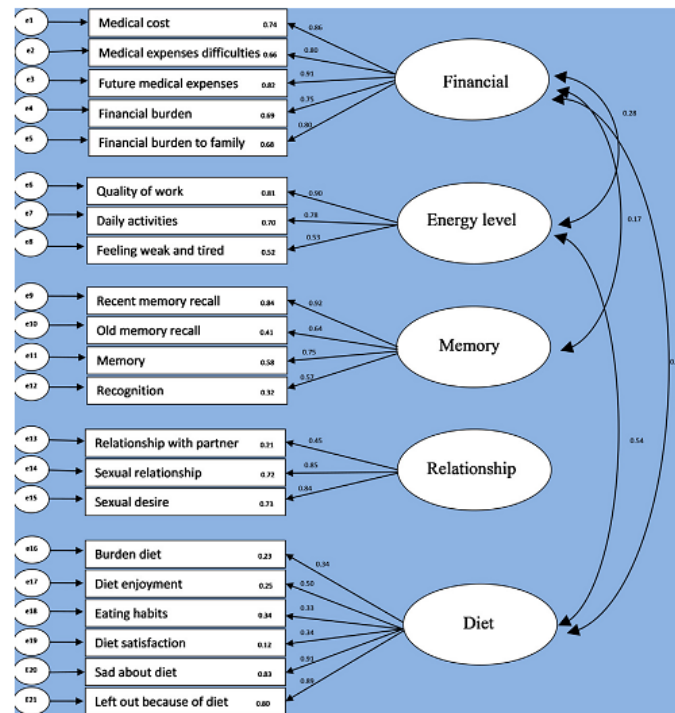 e1 Medical cost 0.74 0.86
e2 Medical expenses difficulties 0.66 0.80
e3 Future medical expenses 0.82 0.91
e4 Financial burden 0.69 0.75
e5 Financial burden to family 0.68 0.80
Financial
0.28
e6 Quality of work 0.81 0.90
e7 Daily activities 0.70 0.78
e8 Feeling weak and tired 0.52 0.53
Energy level
0.17
e9 Recent memory recall 0.84 0.92
e10 Old memory recall 0.41 0.64
e11 Memory 0.58 0.75
e12 Recognition 0.32 0.57
Memory
e13 Relationship with partner 0.21 0.45
e14 Sexual relationship 0.72 0.85
e15 Sexual desire 0.71 0.84
Relationship
0.54
e16 Burden diet 0.23 0.34
e17 Diet enjoyment 0.25 0.50
e18 Eating habits 0.34 0.33
e19 Diet satisfaction 0.12 0.34
E20 Sad about diet 0.83 0.91
E21 Left out because of diet 0.80 0.89
Diet